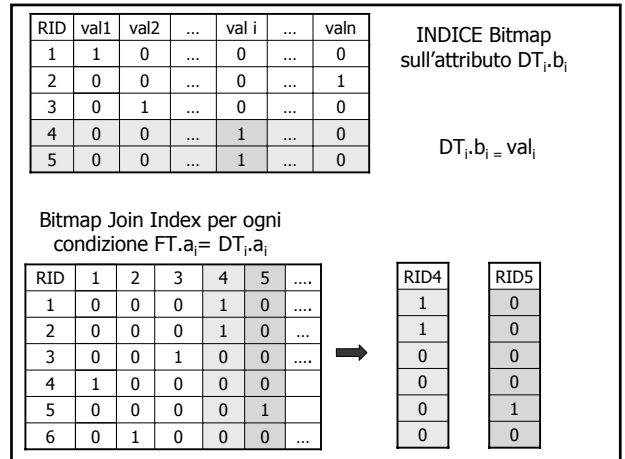 RID val1 val2 ... val i ... valn
1 1 0 ... 0 ... 0
2 0 0 ... 0 ... 1
3 0 1 ... 0 ... 0
4 0 0 ... 1 ... 0
5 0 0 ... 1 ... 0
INDICE Bitmap
sull'attributo DTi.bi
DTi.bi = vali
Bitmap Join Index per ogni
condizione FT.ai= DTi.ai
RID 1 2 3 4 5 ....
1 0 0 0 1 0 ....
2 0 0 0 1 0 ...
3 0 0 1 0 0 ....
4 1 0 0 0 0
5 0 0 0 0 1
6 0 1 0 0 0 ...
RID4
1
1
0
0
0
0
RID5
0
0
0
0
1
0